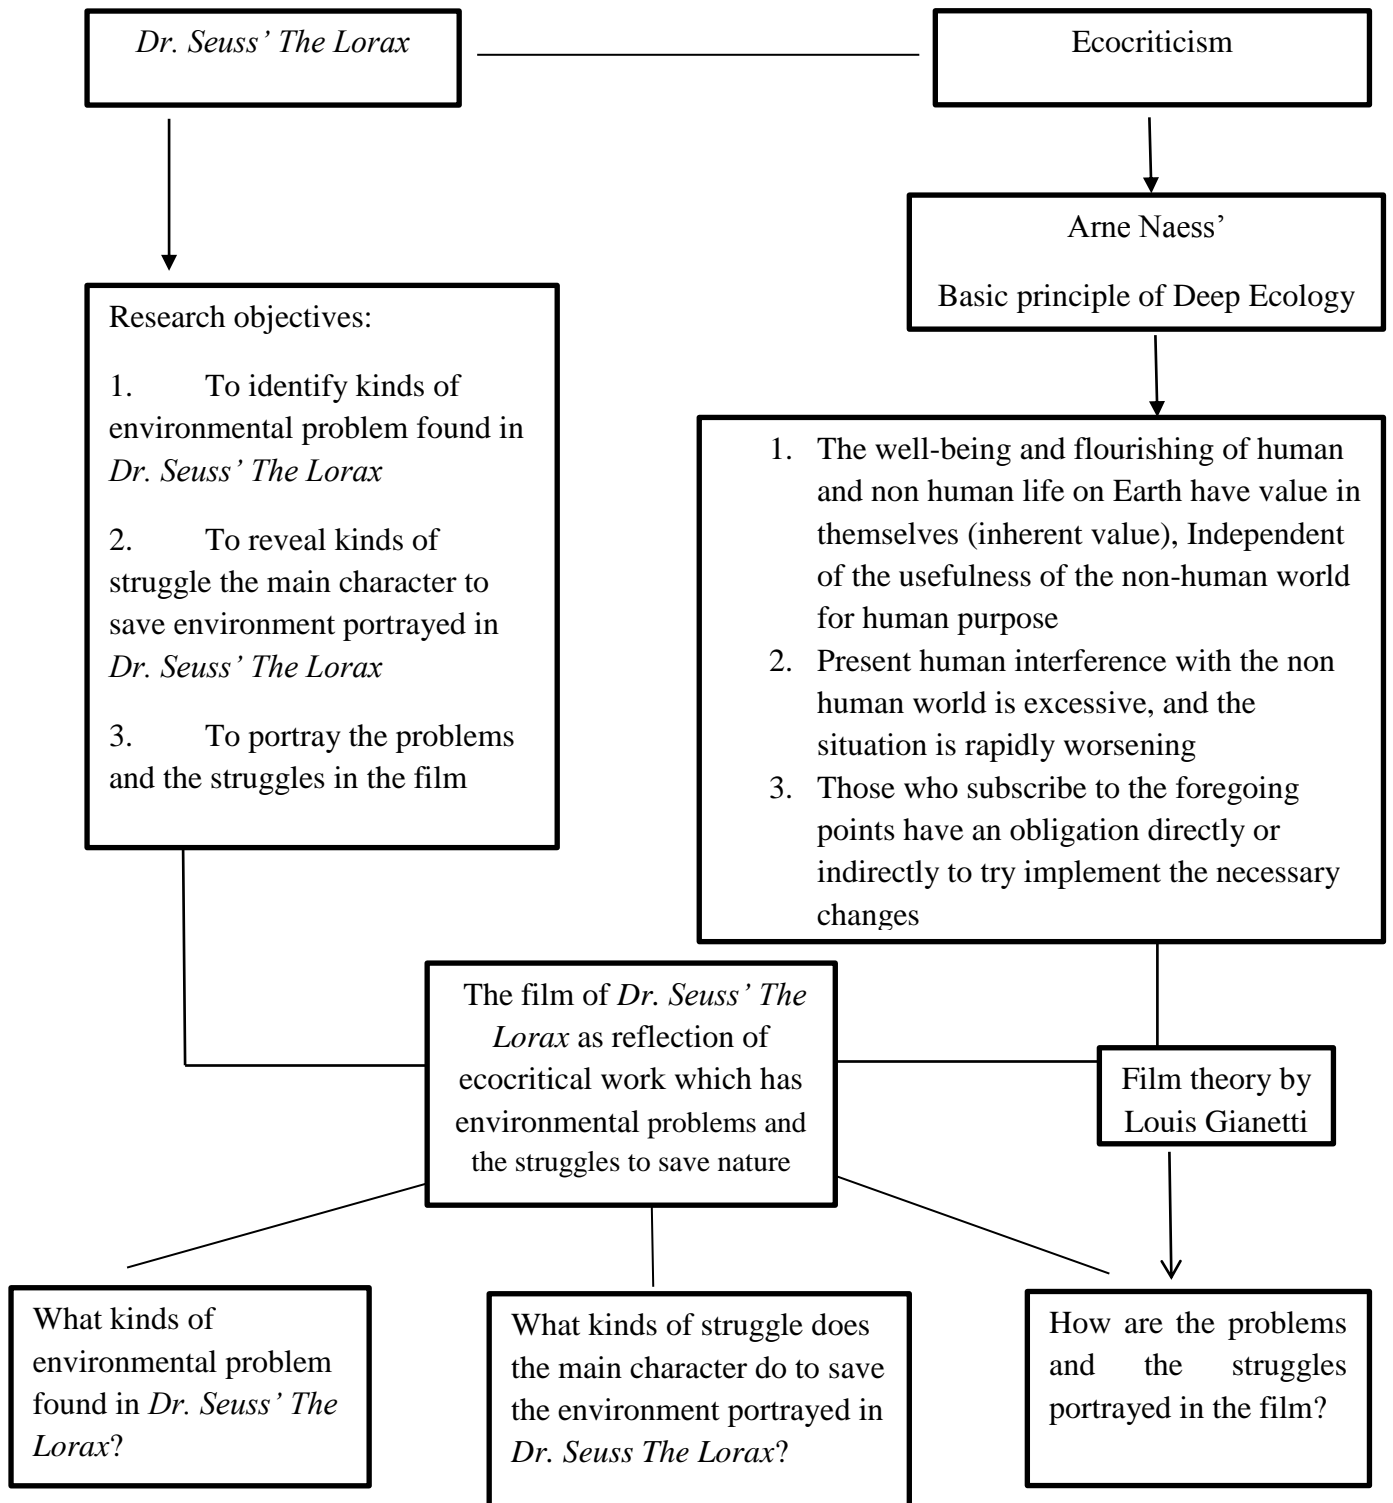 Dr. Seuss’ The Lorax
Ecocriticism
Arne Naess’
Basic principle of Deep Ecology
Research objectives:
1. To identify kinds of
environmental problem found in
Dr. Seuss’ The Lorax
2. To reveal kinds of
struggle the main character to
save environment portrayed in
Dr. Seuss’ The Lorax
3. To portray the problems
and the struggles in the film
1. The well-being and flourishing of human
and non human life on Earth have value in
themselves (inherent value), Independent
of the usefulness of the non-human world
for human purpose
2. Present human interference with the non
human world is excessive, and the
situation is rapidly worsening
3. Those who subscribe to the foregoing
points have an obligation directly or
indirectly to try implement the necessary
changes
The film of Dr. Seuss’ The
Lorax as reflection of
ecocritical work which has
environmental problems and
the struggles to save nature
Film theory by
Louis Gianetti
What kinds of
environmental problem
found in Dr. Seuss’ The
Lorax?
What kinds of struggle does
the main character do to save
the environment portrayed in
Dr. Seuss The Lorax?
How are the problems
and the struggles
portrayed in the film?